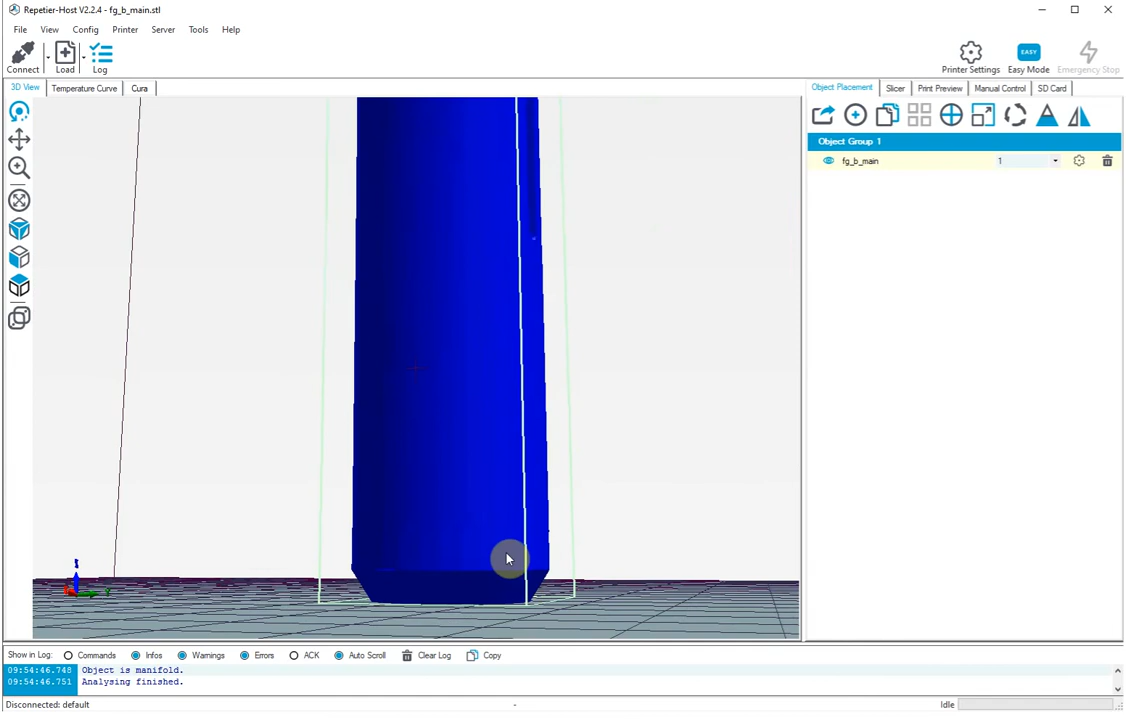 Repetier-Host V2.2.4 - fg_b_main.stl
File View Config Printer Server Tools Help
Connect Load Log Printer Settings EASY Easy Mode Emergency Stop
3D View Temperature Curve Cura Object Placement Slicer Print Preview Manual Control SD Card
Object Group 1
fg_b_main 1
Show in Log: Commands Infos Warnings Errors ACK Auto Scroll Clear Log Copy
09:54:46.748 Object is manifold.
09:54:46.751 Analysing finished.
Disconnected: default - Idle